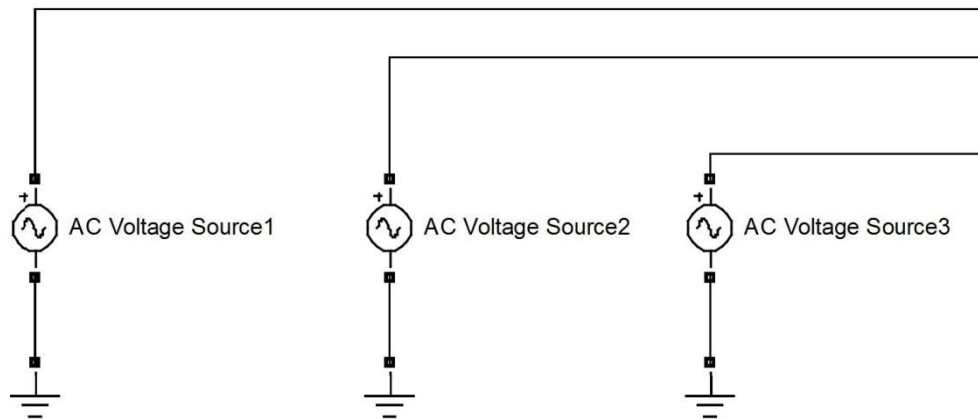 +
AC Voltage Source1
+
AC Voltage Source2
+
AC Voltage Source3